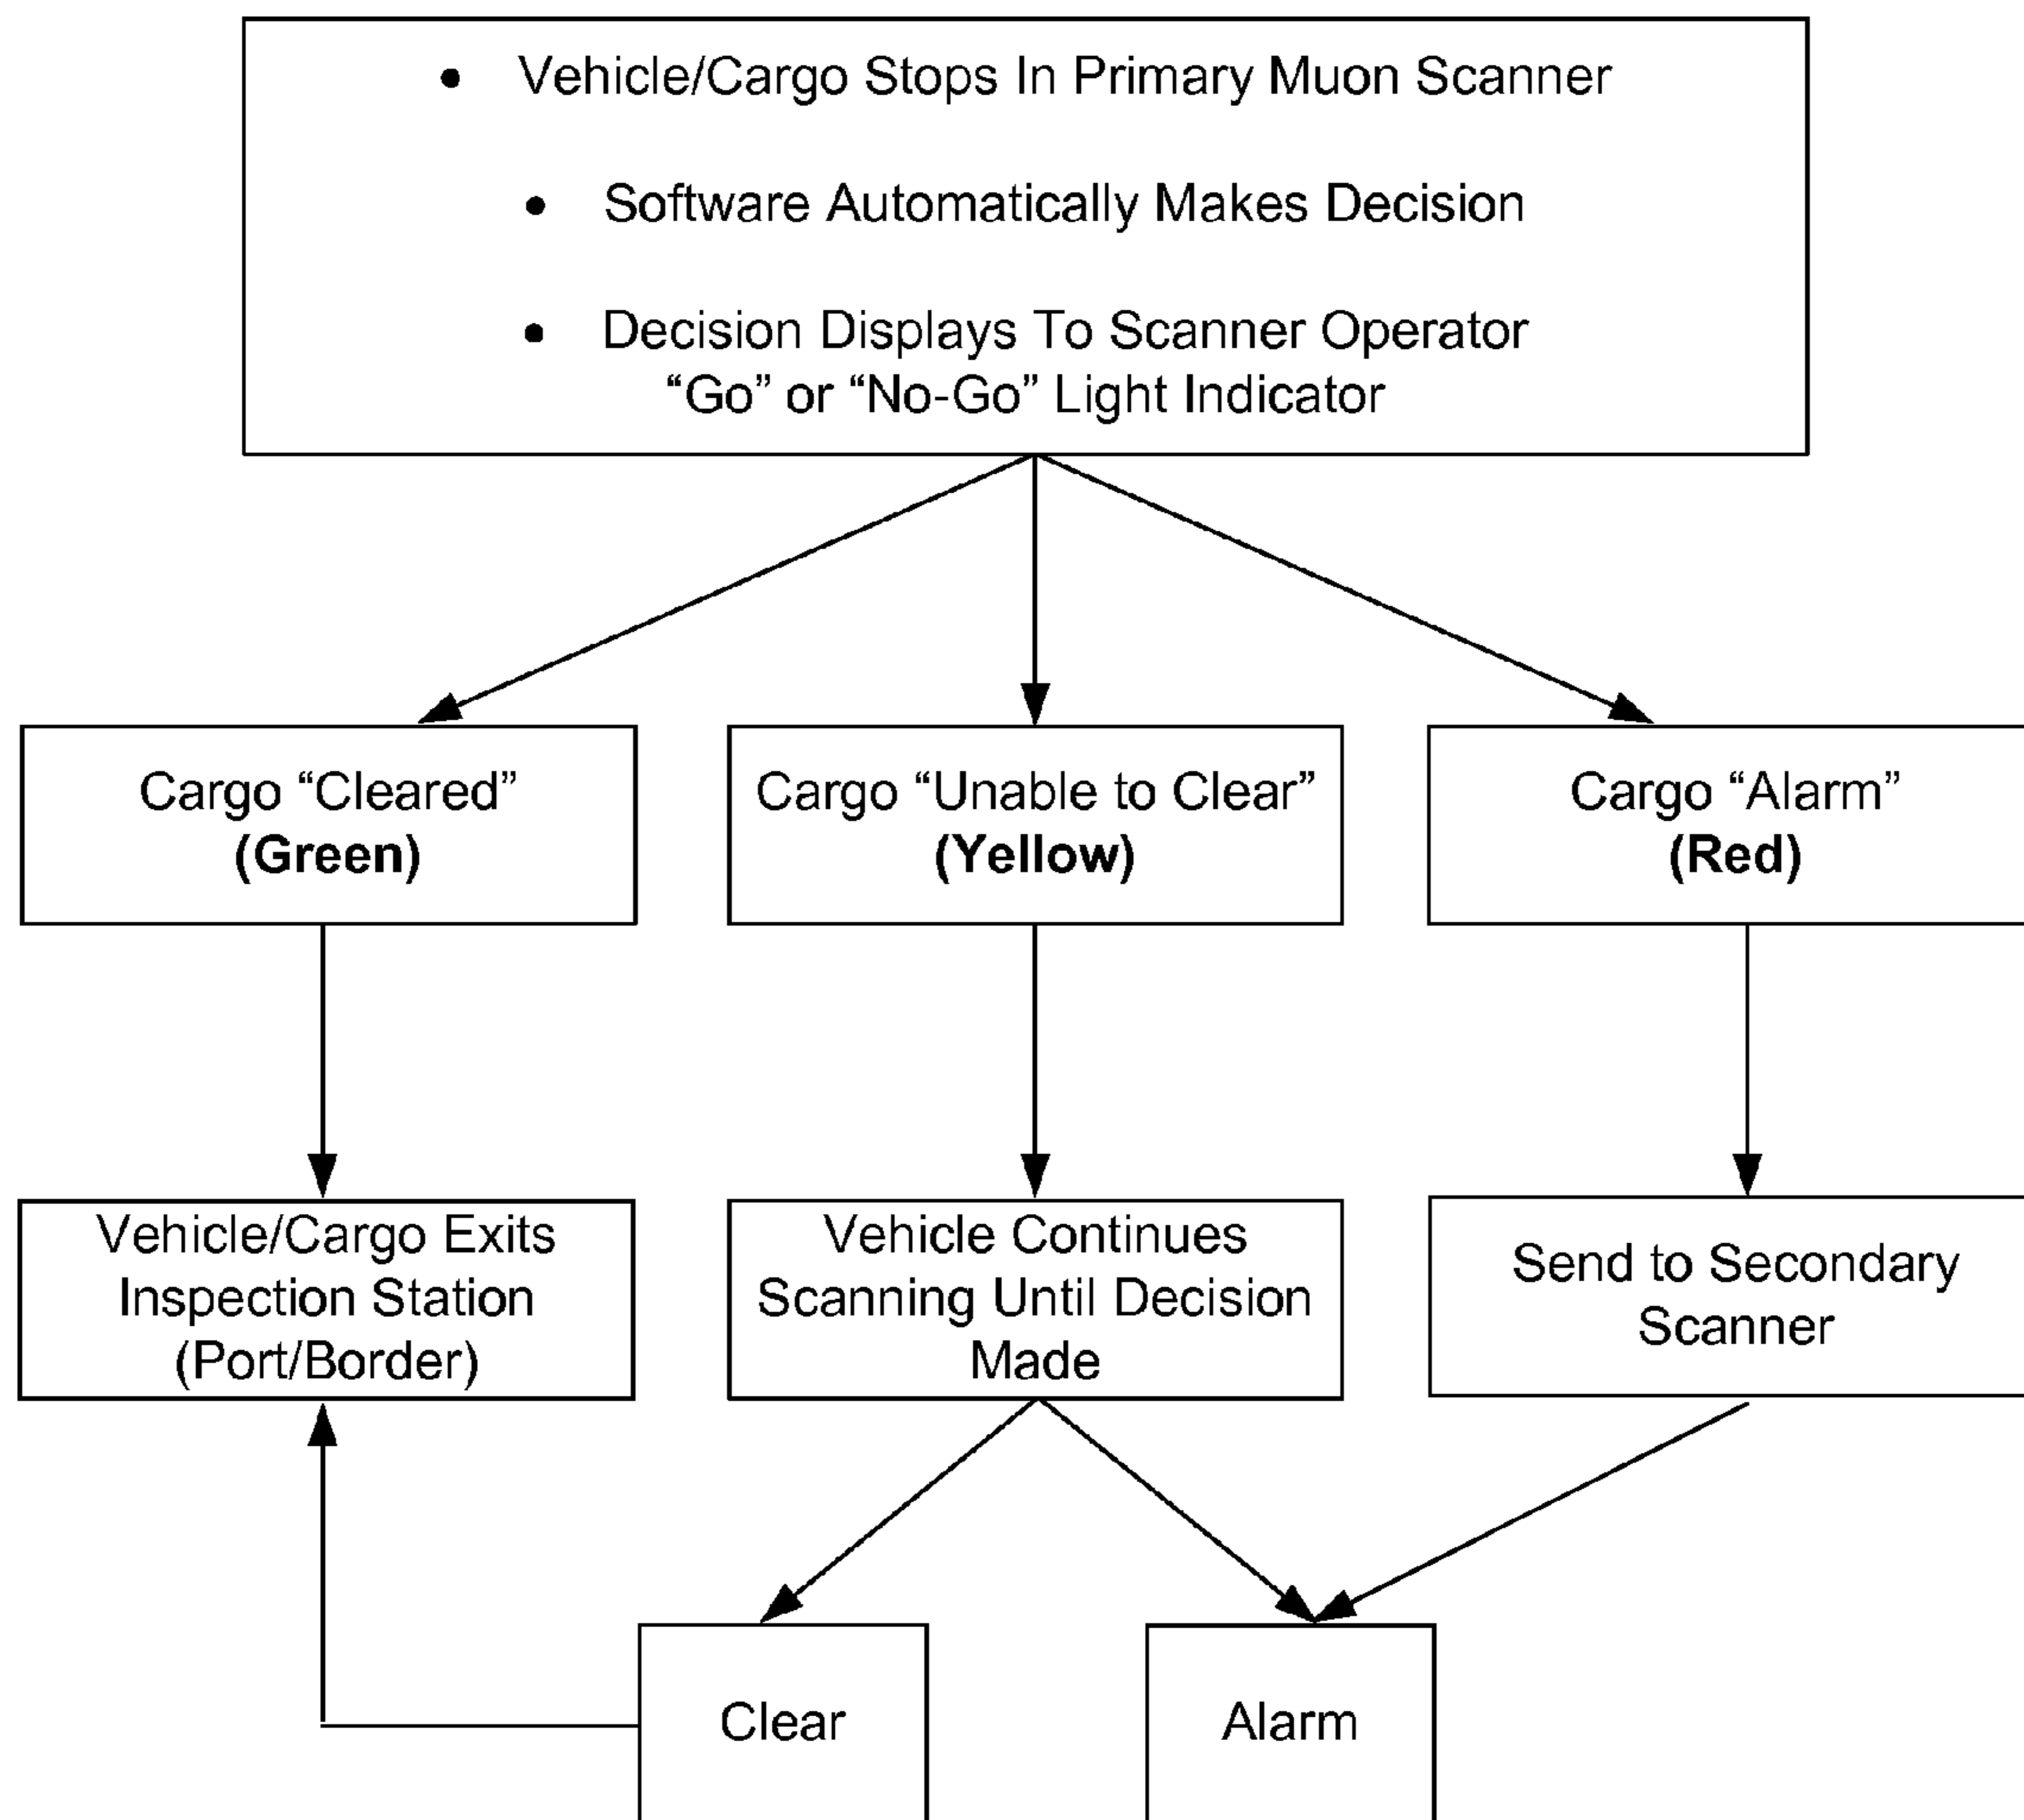 • Vehicle/Cargo Stops In Primary Muon Scanner
• Software Automatically Makes Decision
• Decision Displays To Scanner Operator
“Go” or “No-Go” Light Indicator
Cargo “Cleared”
(Green)
Cargo “Unable to Clear”
(Yellow)
Cargo “Alarm”
(Red)
Vehicle/Cargo Exits
Inspection Station
(Port/Border)
Vehicle Continues
Scanning Until Decision
Made
Send to Secondary
Scanner
Clear
Alarm